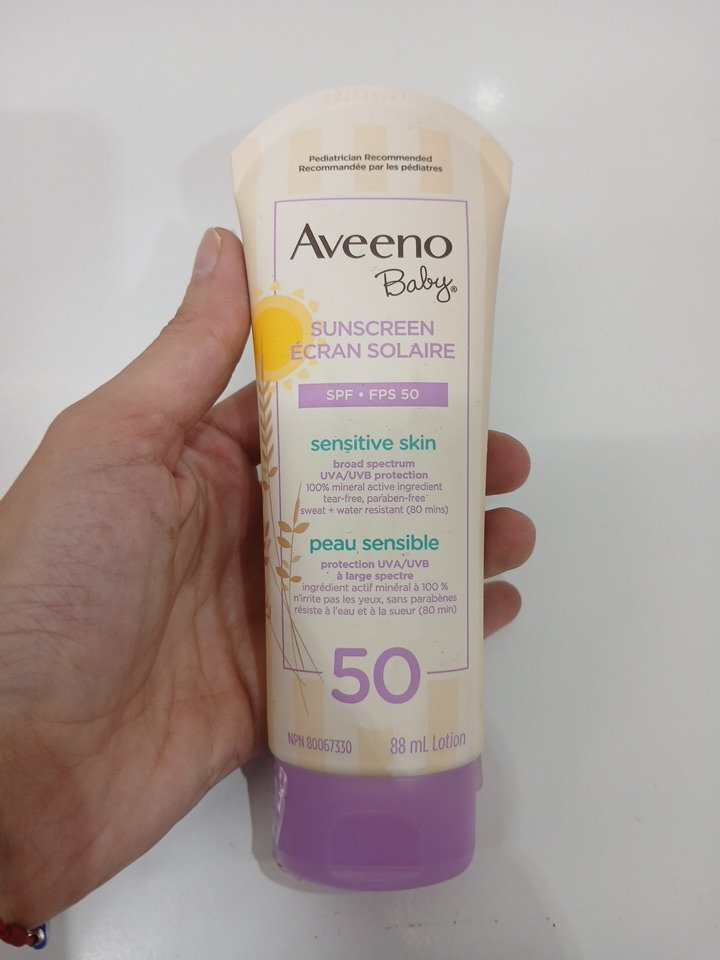 Pediatrician Recommended
Recommandée par les pédiatres
Aveeno
Baby®
SUNSCREEN
ÉCRAN SOLAIRE
SPF • FPS 50
sensitive skin
broad spectrum
UVA/UVB protection
100% mineral active ingredient
tear-free, paraben-free
sweat + water resistant (80 mins)
peau sensible
protection UVA/UVB
à large spectre
ingrédient actif minéral à 100 %
n'irrite pas les yeux, sans parabènes
résiste à l'eau et à la sueur (80 min)
50
NPN 80067330 88 mL Lotion